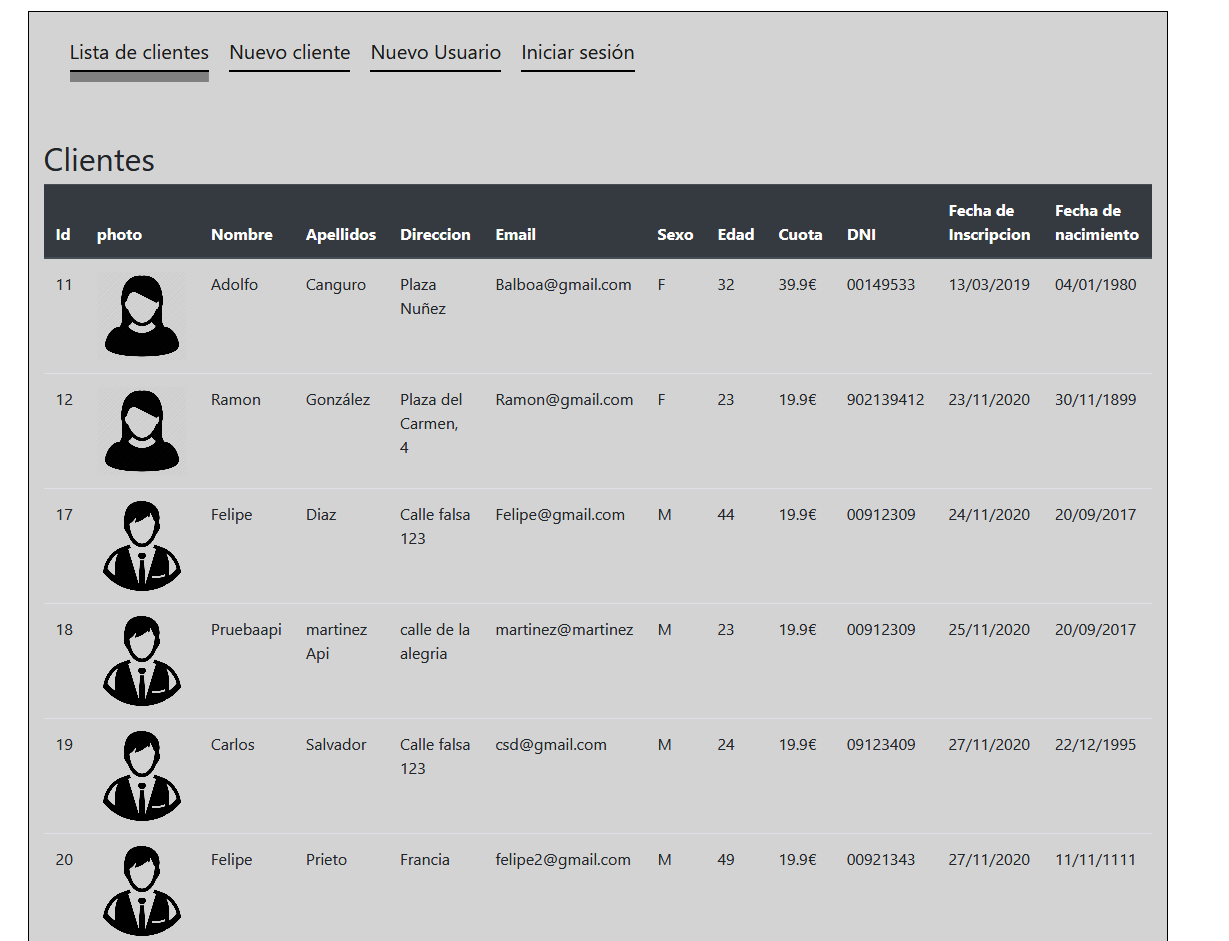 Lista de clientes Nuevo cliente Nuevo Usuario Iniciar sesión
Clientes
Id photo Nombre Apellidos Direccion Email Sexo Edad Cuota DNI Fecha de Inscripcion Fecha de nacimiento
11 Adolfo Canguro Plaza Nuñez Balboa@gmail.com F 32 39.9€ 00149533 13/03/2019 04/01/1980
12 Ramon González Plaza del Carmen, 4 Ramon@gmail.com F 23 19.9€ 902139412 23/11/2020 30/11/1899
17 Felipe Diaz Calle falsa 123 Felipe@gmail.com M 44 19.9€ 00912309 24/11/2020 20/09/2017
18 Pruebaapi martinez Api calle de la alegria martinez@martinez M 23 19.9€ 00912309 25/11/2020 20/09/2017
19 Carlos Salvador Calle falsa 123 csd@gmail.com M 24 19.9€ 09123409 27/11/2020 22/12/1995
20 Felipe Prieto Francia felipe2@gmail.com M 49 19.9€ 00921343 27/11/2020 11/11/1111